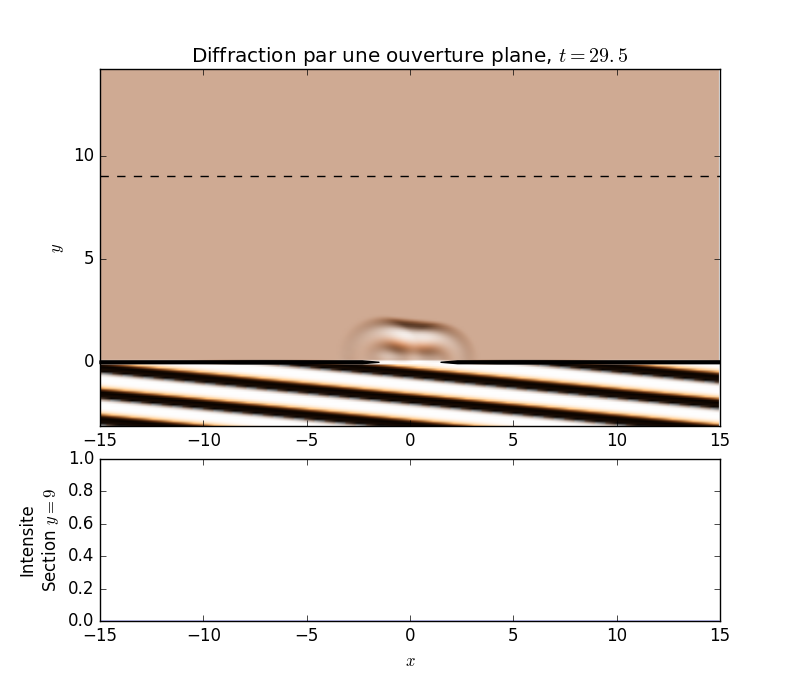 Diffraction par une ouverture plane, t = 29.5
10
5
0
y
−15 −10 −5 0 5 10 15
1.0
0.8
0.6
0.4
0.2
0.0
Intensite
Section y = 9
−15 −10 −5 0 5 10 15
x